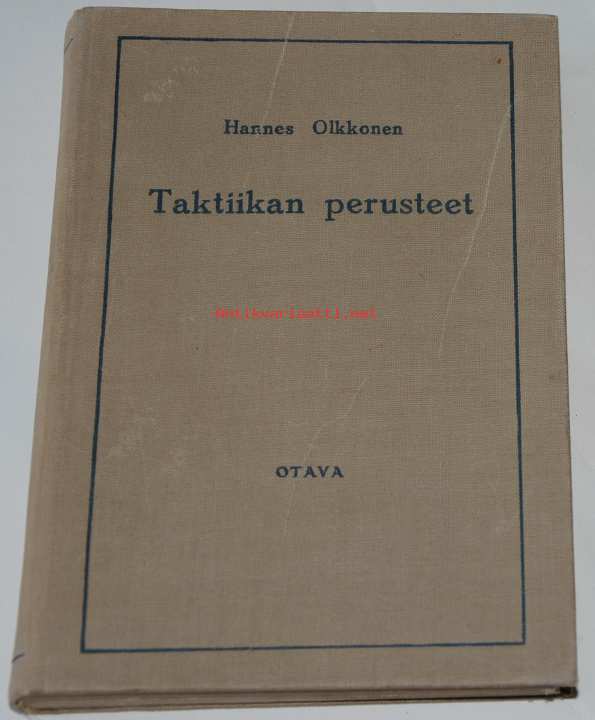 Hannes Olkkonen
Taktiikan perusteet
Antikvariaatti.net
OTAVA